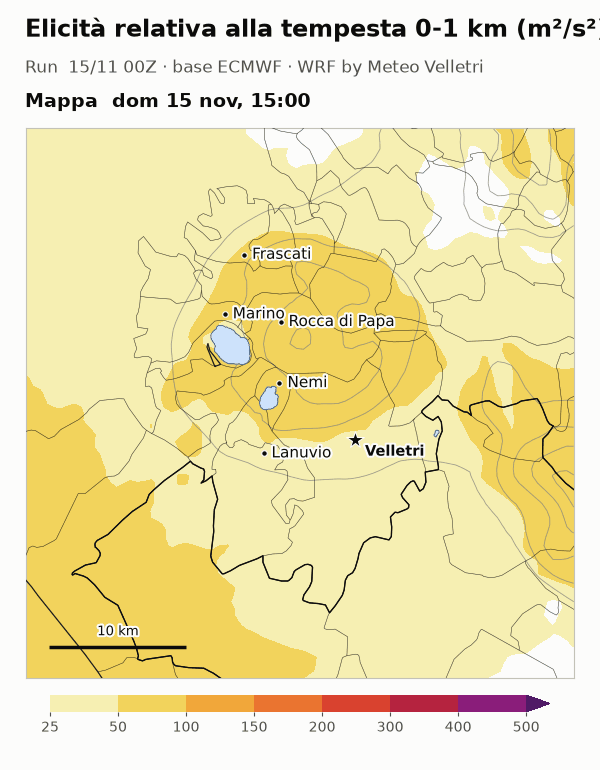 Elicità relativa alla tempesta 0-1 km (m²/s²)
Run 15/11 00Z · base ECMWF · WRF by Meteo Velletri
Mappa dom 15 nov, 15:00
Frascati
Marino
Rocca di Papa
Nemi
Velletri
Lanuvio
10 km
25 50 100 150 200 300 400 500